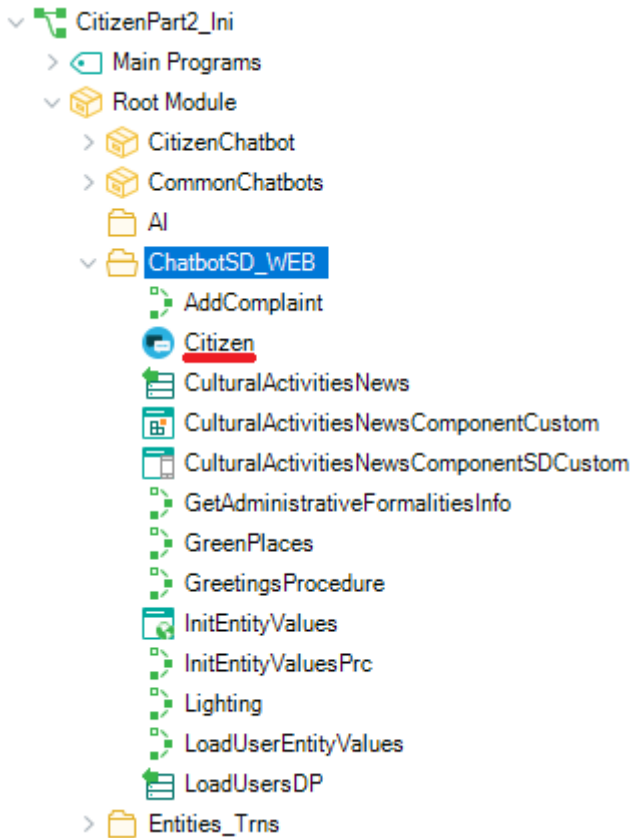 CitizenPart2_Ini
Main Programs
Root Module
CitizenChatbot
CommonChatbots
AI
ChatbotSD_WEB
AddComplaint
Citizen
CulturalActivitiesNews
CulturalActivitiesNewsComponentCustom
CulturalActivitiesNewsComponentSDCustom
GetAdministrativeFormalitiesInfo
GreenPlaces
GreetingsProcedure
InitEntityValues
InitEntityValuesPrc
Lighting
LoadUserEntityValues
LoadUsersDP
Entities_Trns